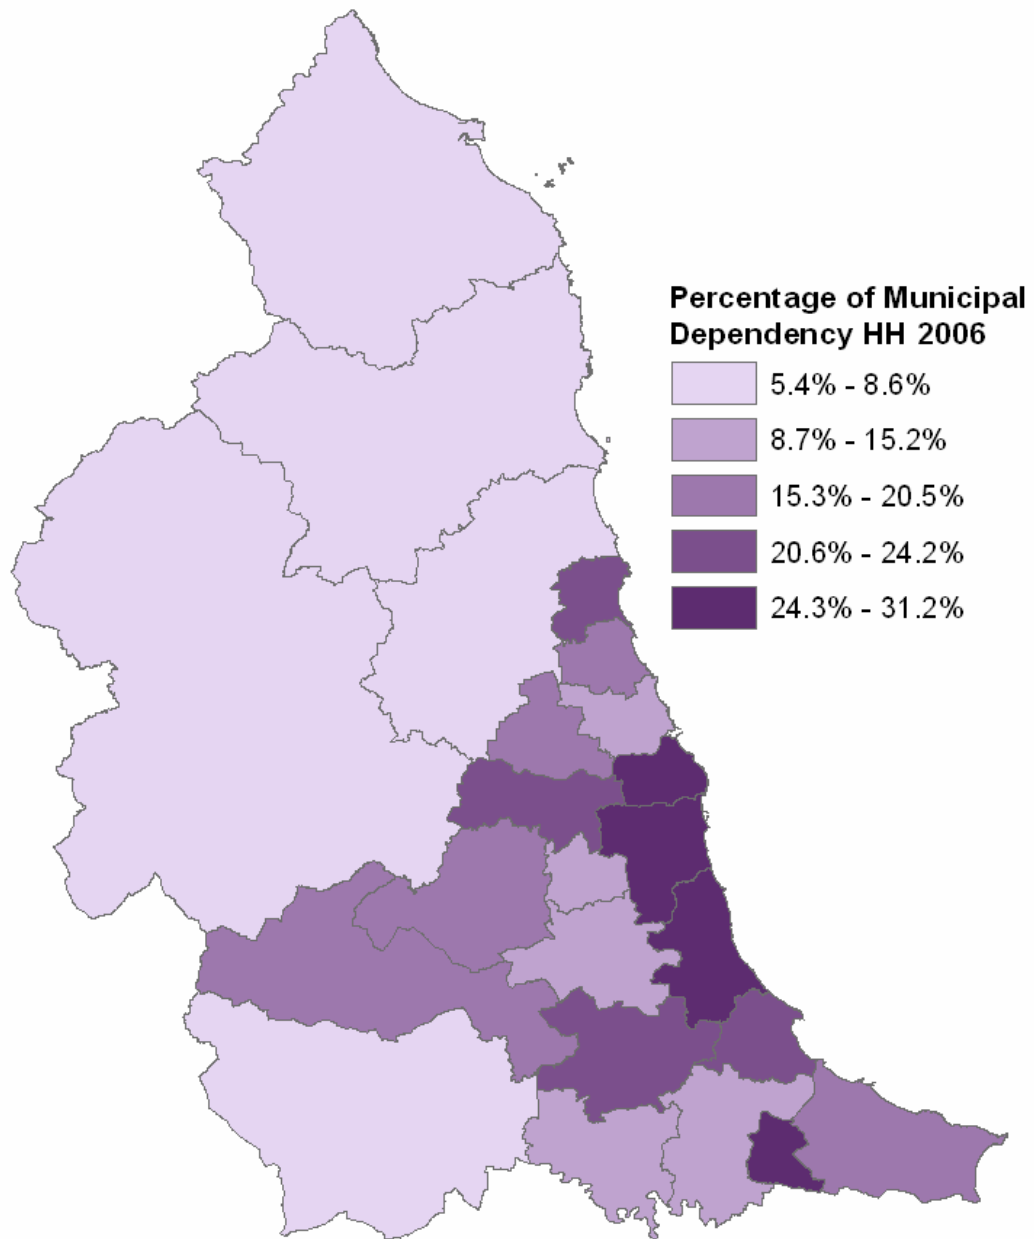 Percentage of Municipal
Dependency HH 2006
5.4% - 8.6%
8.7% - 15.2%
15.3% - 20.5%
20.6% - 24.2%
24.3% - 31.2%